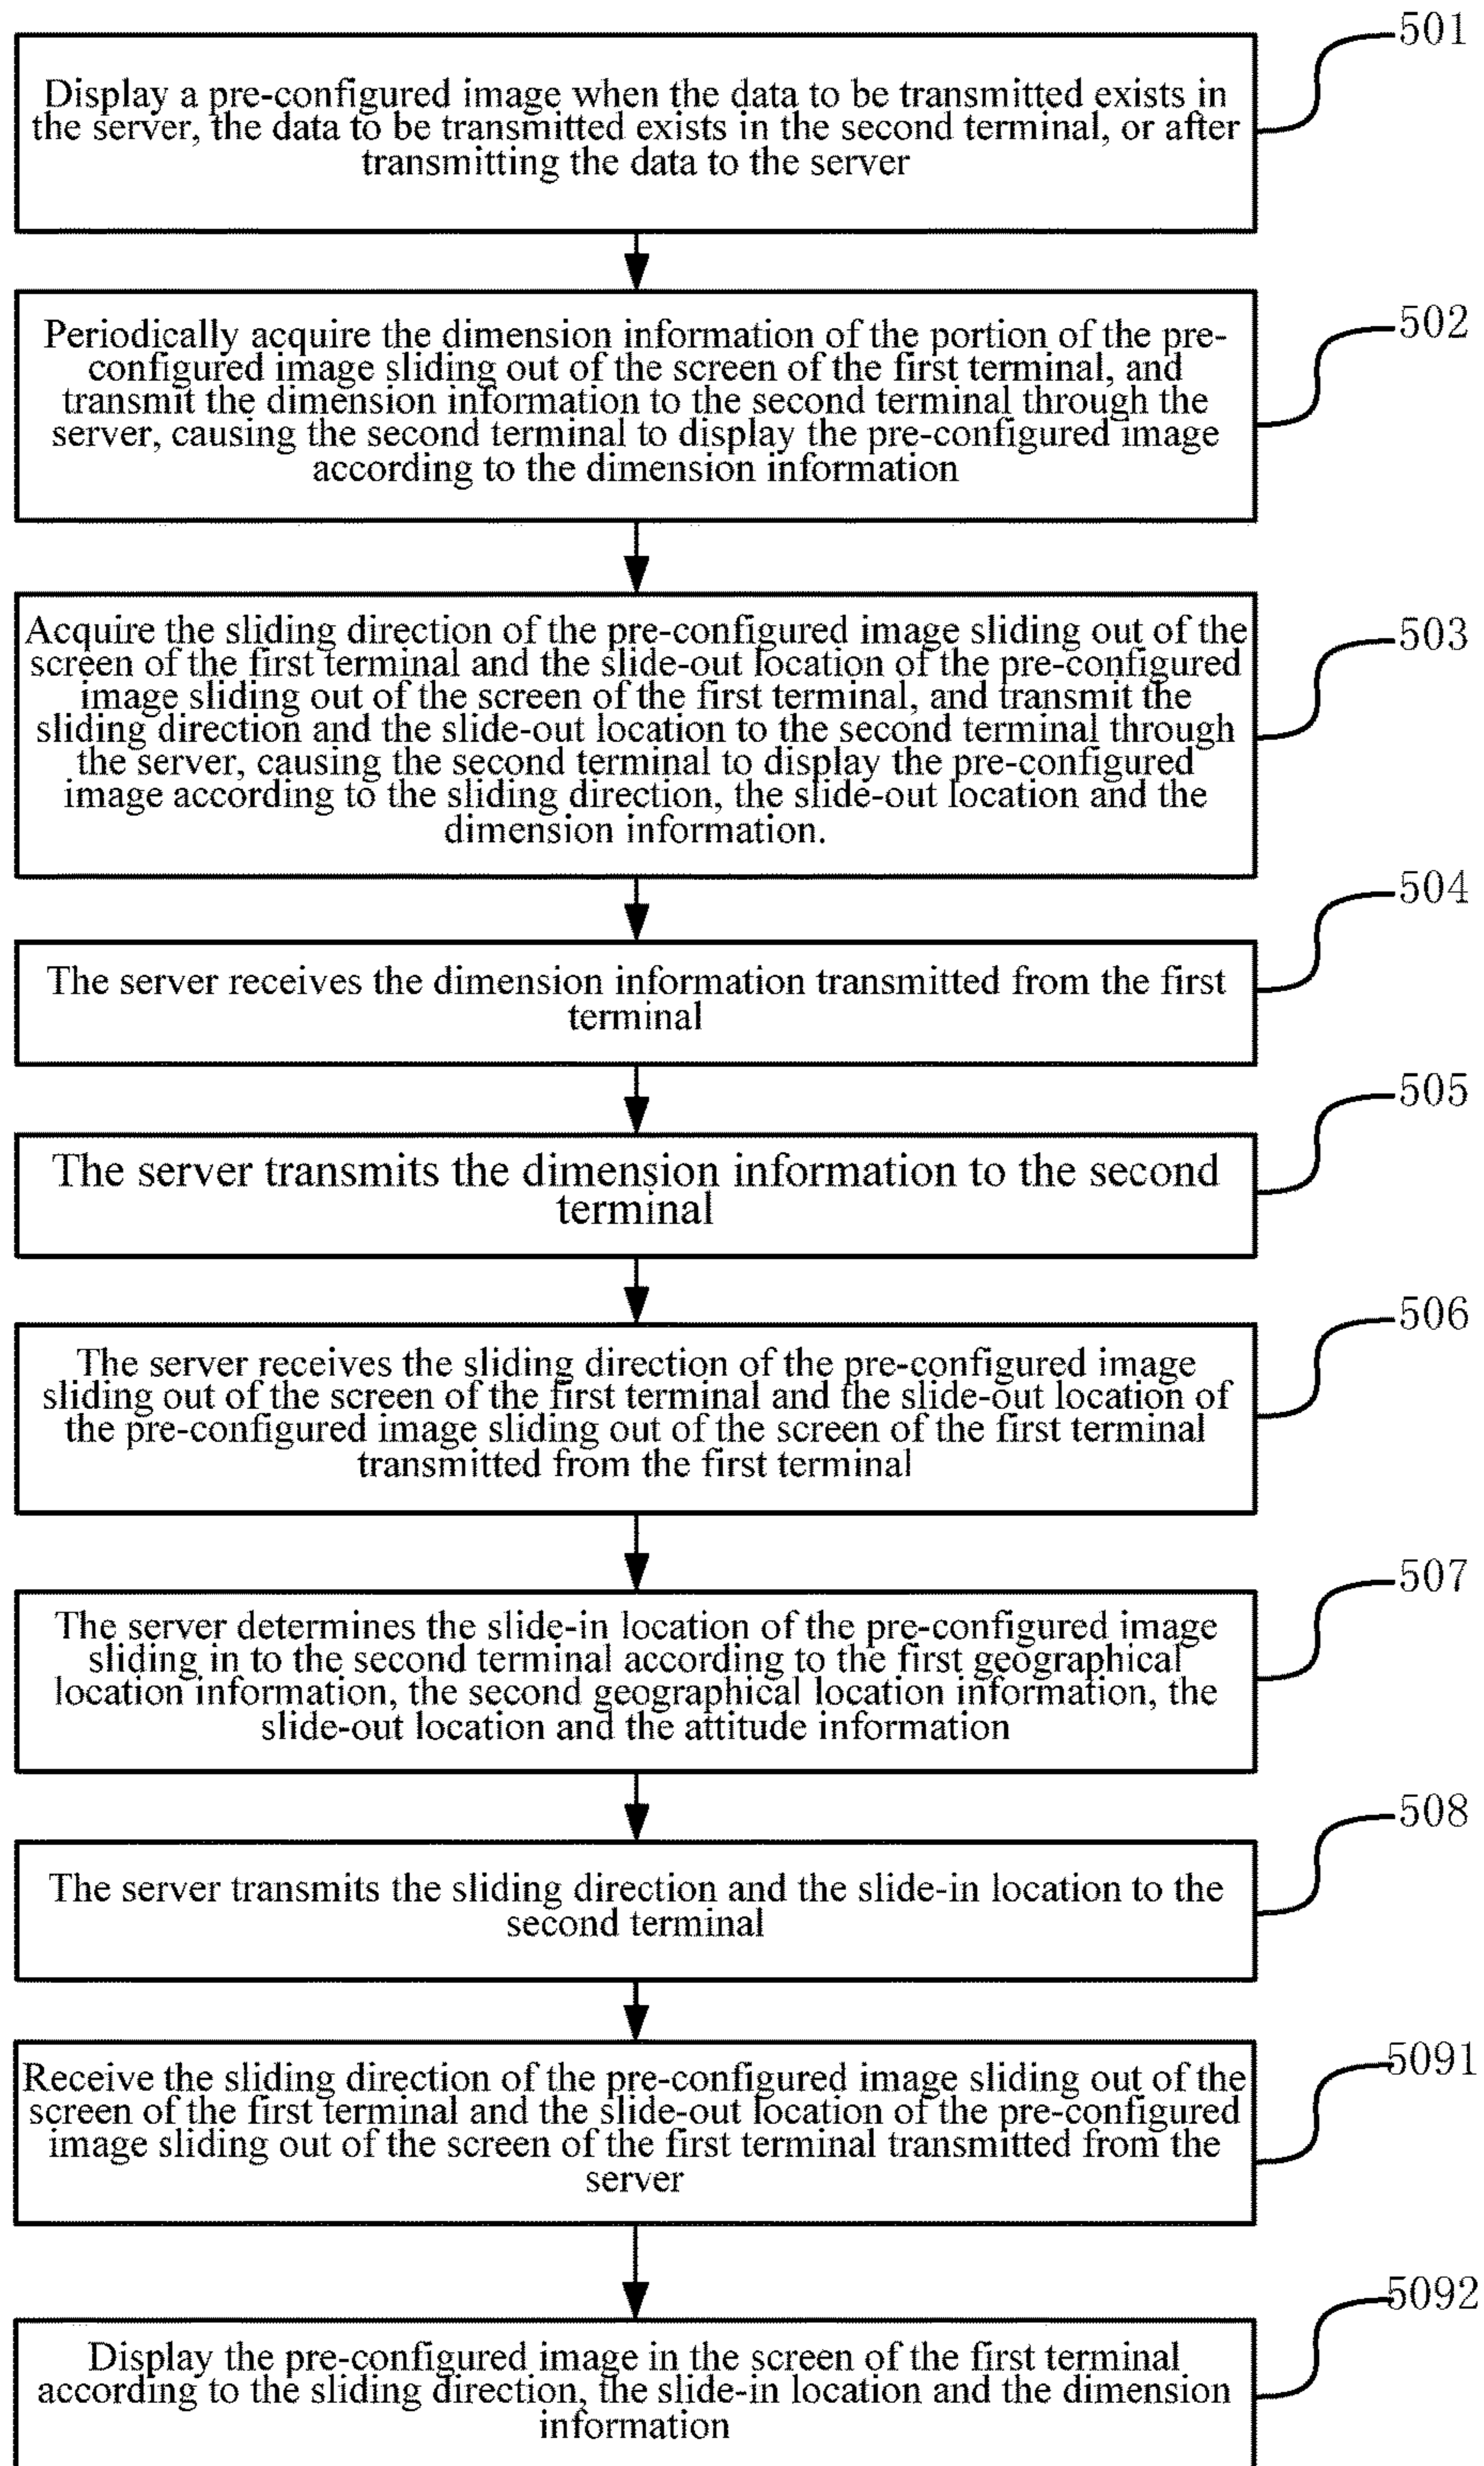 501
Display a pre-configured image when the data to be transmitted exists in
the server, the data to be transmitted exists in the second terminal, or after
transmitting the data to the server
502
Periodically acquire the dimension information of the portion of the pre-
configured image sliding out of the screen of the first terminal, and
transmit the dimension information to the second terminal through the
server, causing the second terminal to display the pre-configured image
according to the dimension information
503
Acquire the sliding direction of the pre-configured image sliding out of the
screen of the first terminal and the slide-out location of the pre-configured
image sliding out of the screen of the first terminal, and transmit the
sliding direction and the slide-out location to the second terminal through
the server, causing the second terminal to display the pre-configured
image according to the sliding direction, the slide-out location and the
dimension information.
504
The server receives the dimension information transmitted from the first
terminal
505
The server transmits the dimension information to the second
terminal
506
The server receives the sliding direction of the pre-configured image
sliding out of the screen of the first terminal and the slide-out location of
the pre-configured image sliding out of the screen of the first terminal
transmitted from the first terminal
507
The server determines the slide-in location of the pre-configured image
sliding in to the second terminal according to the first geographical
location information, the second geographical location information, the
slide-out location and the attitude information
508
The server transmits the sliding direction and the slide-in location to the
second terminal
5091
Receive the sliding direction of the pre-configured image sliding out of the
screen of the first terminal and the slide-out location of the pre-configured
image sliding out of the screen of the first terminal transmitted from the
server
5092
Display the pre-configured image in the screen of the first terminal
according to the sliding direction, the slide-in location and the dimension
information